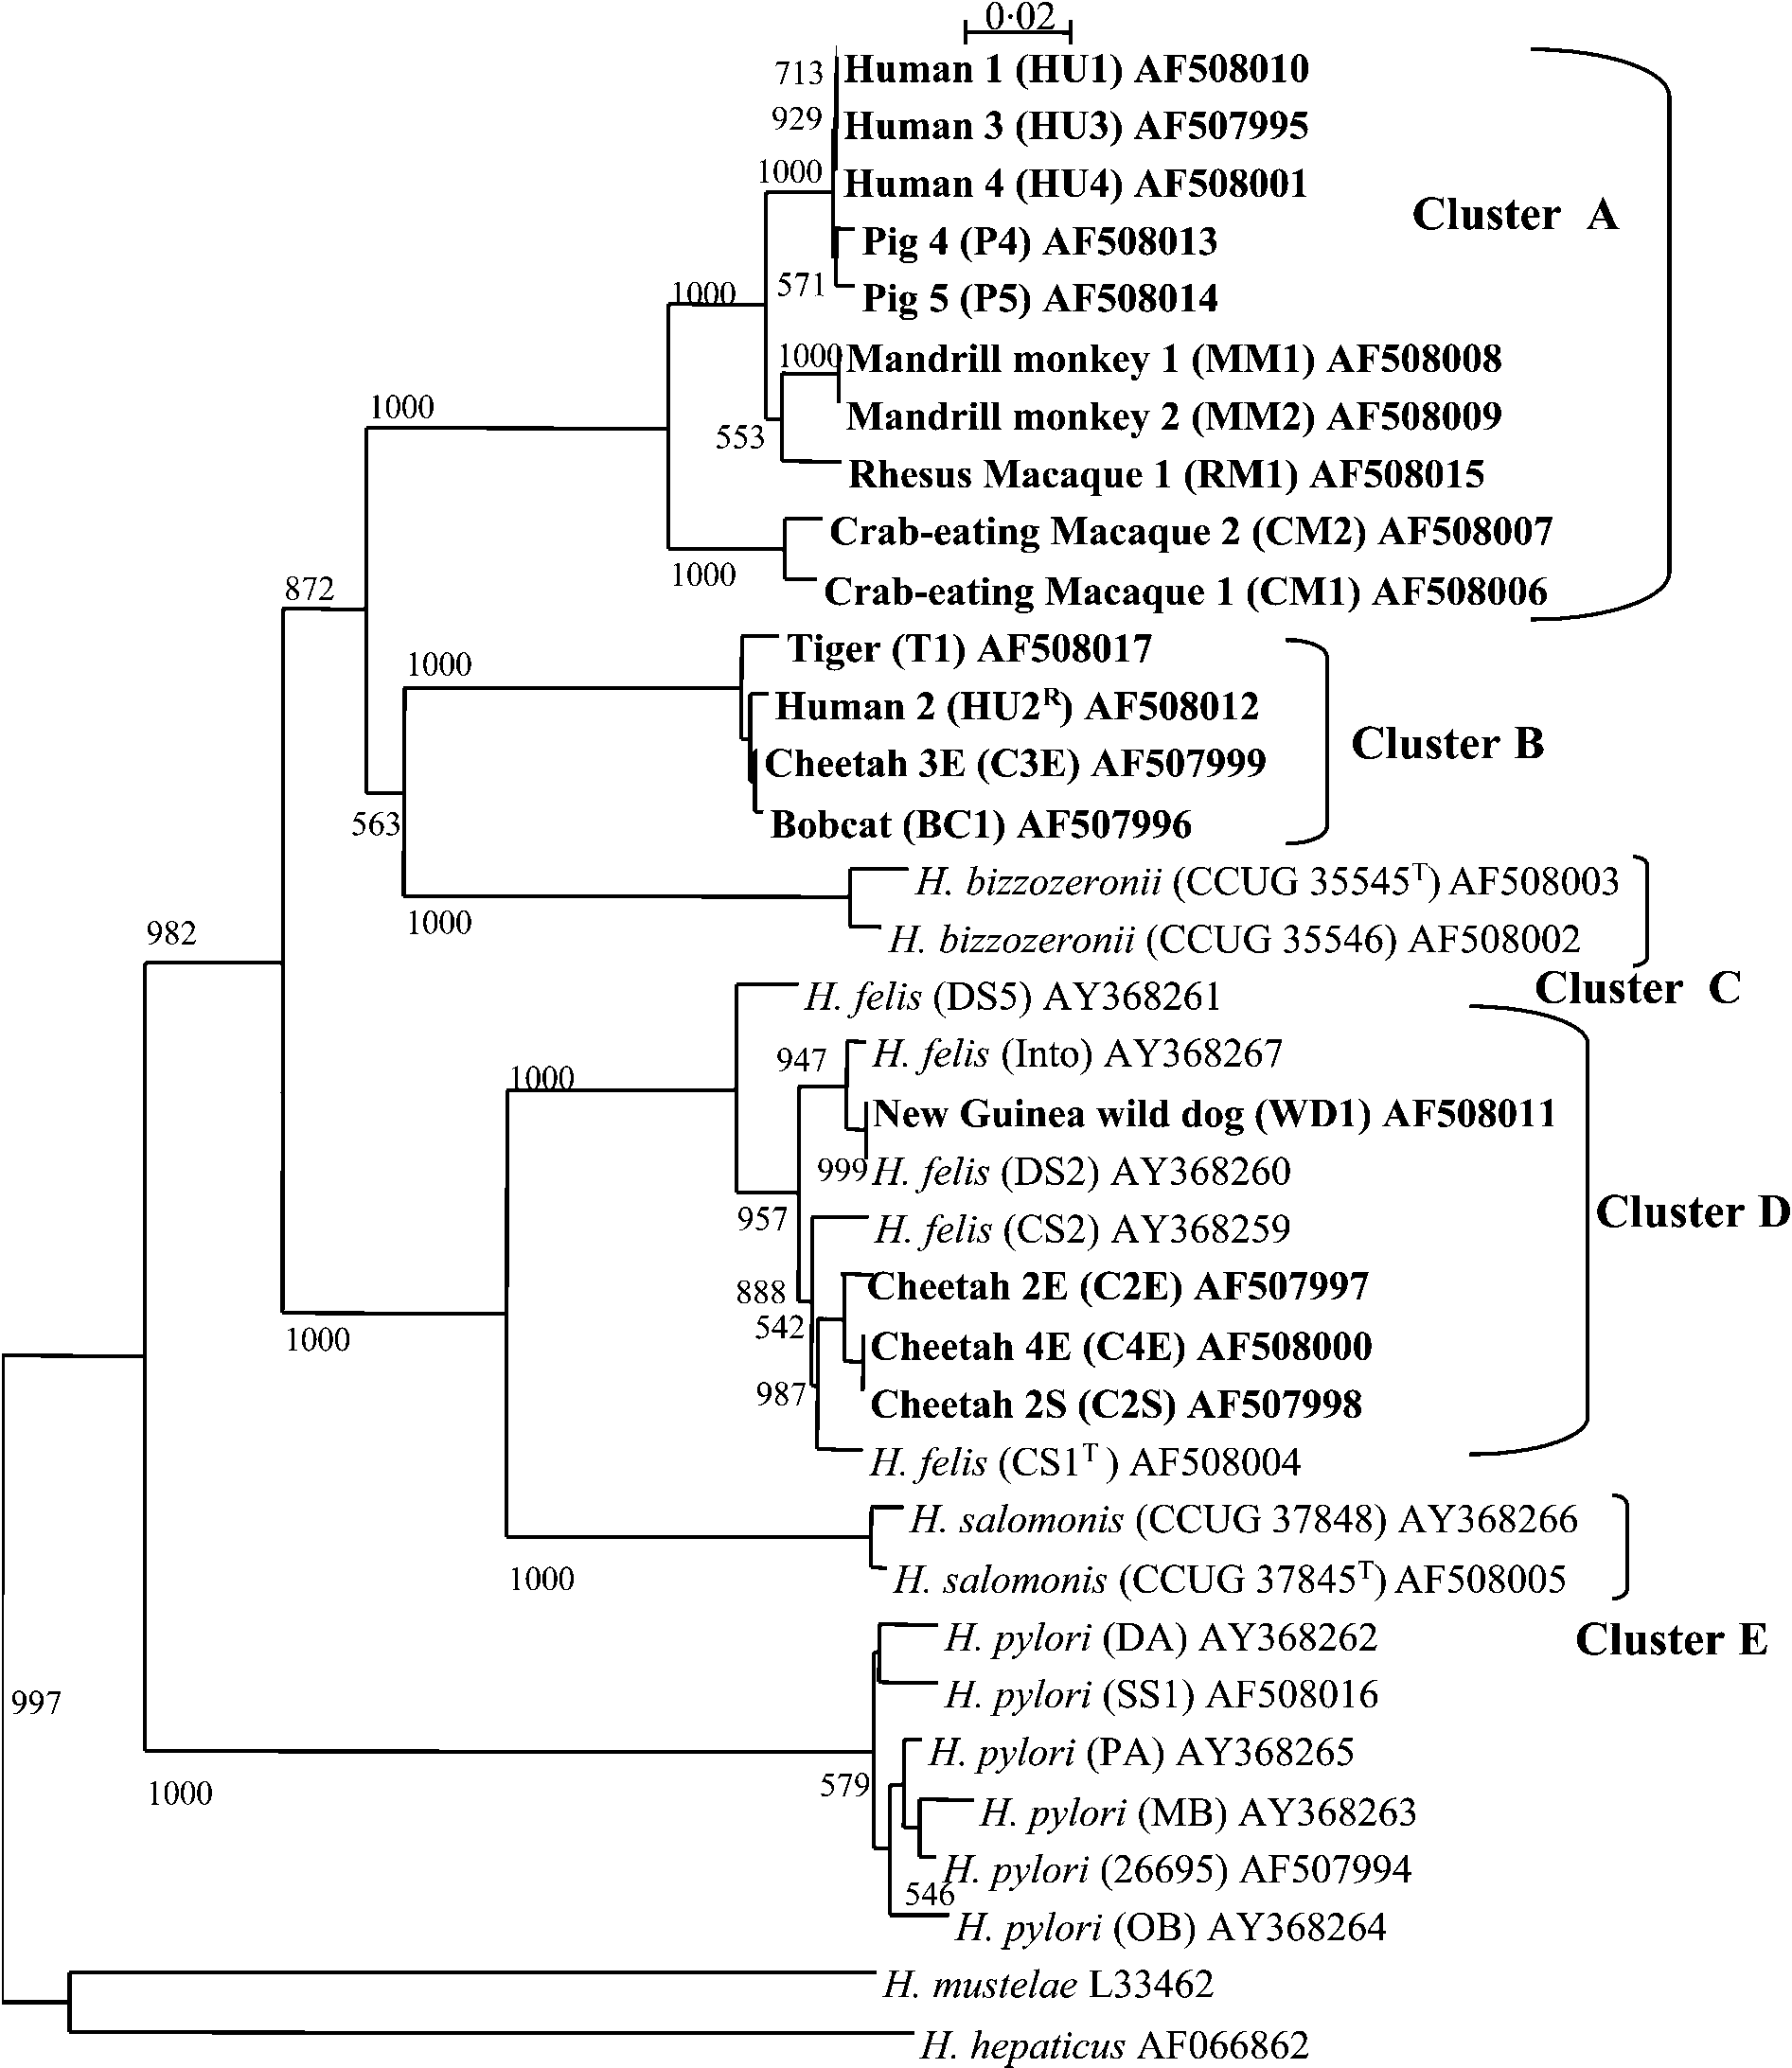 0·02
713 Human 1 (HU1) AF508010
929 Human 3 (HU3) AF507995
1000 Human 4 (HU4) AF508001
Cluster A
Pig 4 (P4) AF508013
571 Pig 5 (P5) AF508014
1000
1000 Mandrill monkey 1 (MM1) AF508008
Mandrill monkey 2 (MM2) AF508009
1000
553
Rhesus Macaque 1 (RM1) AF508015
Crab-eating Macaque 2 (CM2) AF508007
1000
Crab-eating Macaque 1 (CM1) AF508006
872
Tiger (T1) AF508017
1000
Human 2 (HU2R) AF508012
Cluster B
Cheetah 3E (C3E) AF507999
563
Bobcat (BC1) AF507996
H. bizzozeronii (CCUG 35545T) AF508003
1000
982
H. bizzozeronii (CCUG 35546) AF508002
Cluster C
H. felis (DS5) AY368261
947 H. felis (Into) AY368267
1000
New Guinea wild dog (WD1) AF508011
999 H. felis (DS2) AY368260
Cluster D
957
H. felis (CS2) AY368259
Cheetah 2E (C2E) AF507997
888
542
1000
Cheetah 4E (C4E) AF508000
987
Cheetah 2S (C2S) AF507998
H. felis (CS1T ) AF508004
H. salomonis (CCUG 37848) AY368266
1000
H. salomonis (CCUG 37845T) AF508005
H. pylori (DA) AY368262
Cluster E
H. pylori (SS1) AF508016
997
H. pylori (PA) AY368265
579
1000
H. pylori (MB) AY368263
H. pylori (26695) AF507994
546
H. pylori (OB) AY368264
H. mustelae L33462
H. hepaticus AF066862